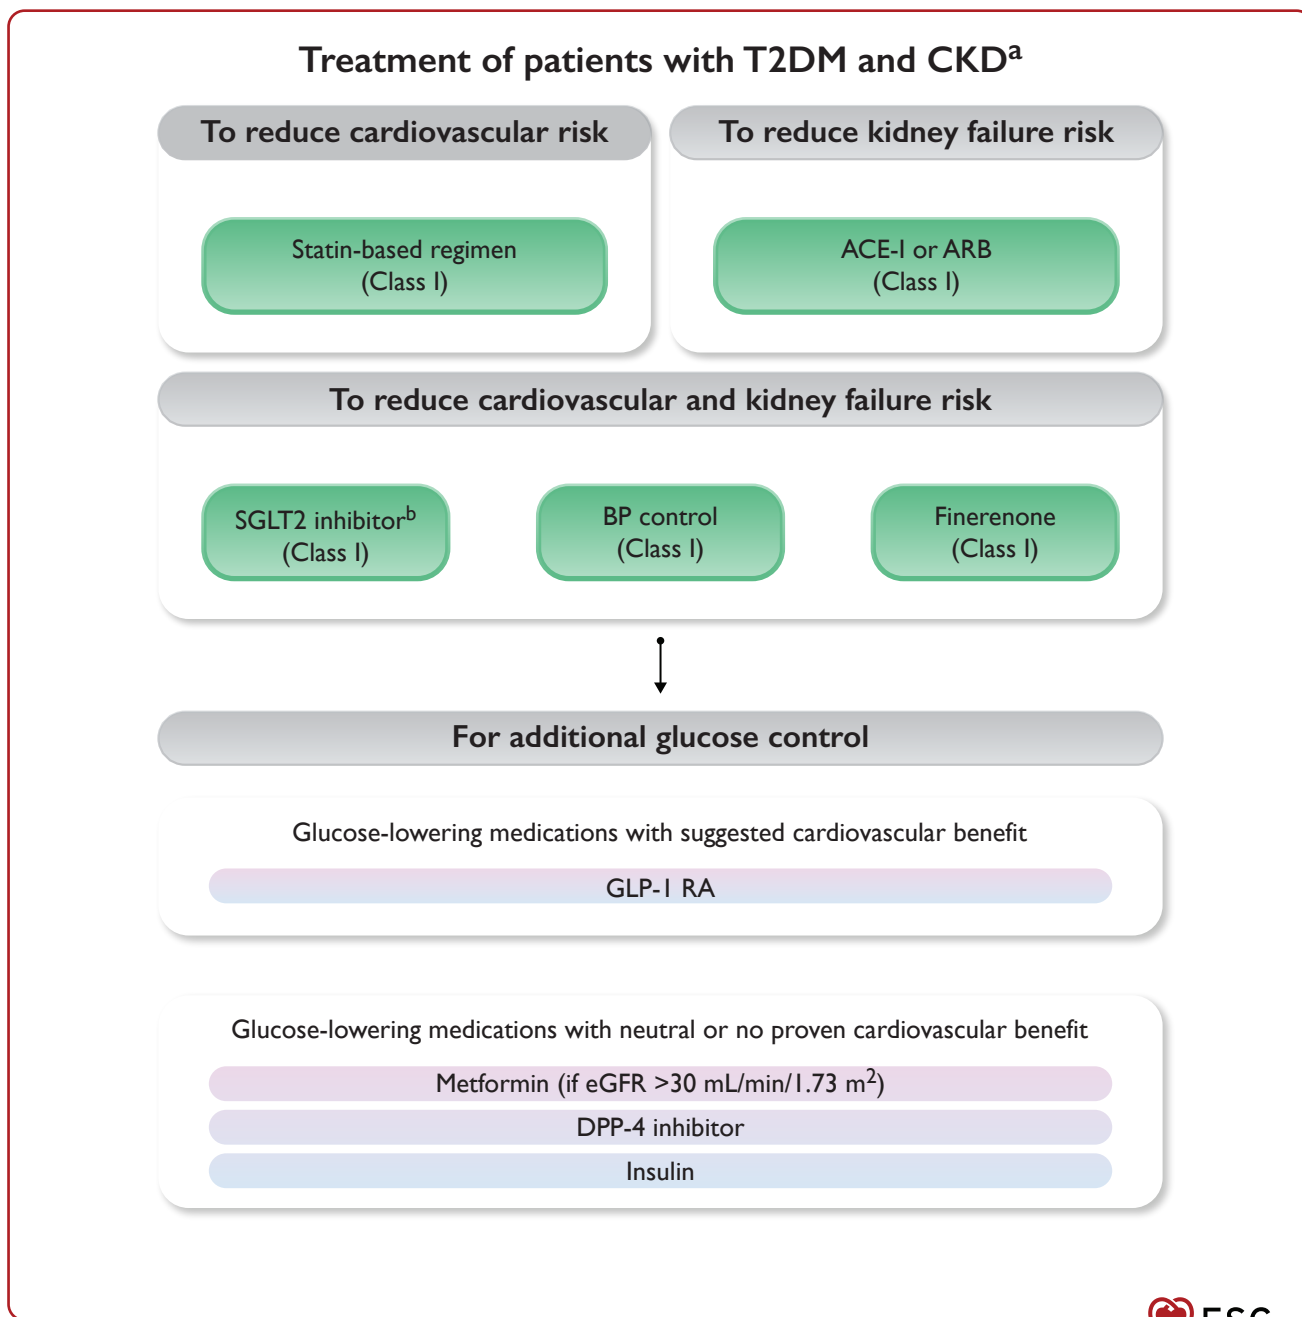 Treatment of patients with T2DM and CKDᵃ
To reduce cardiovascular risk
To reduce kidney failure risk
Statin-based regimen
(Class I)
ACE-I or ARB
(Class I)
To reduce cardiovascular and kidney failure risk
SGLT2 inhibitorᵇ
(Class I)
BP control
(Class I)
Finerenone
(Class I)
For additional glucose control
Glucose-lowering medications with suggested cardiovascular benefit
GLP-1 RA
Glucose-lowering medications with neutral or no proven cardiovascular benefit
Metformin (if eGFR >30 mL/min/1.73 m²)
DPP-4 inhibitor
Insulin
ESC